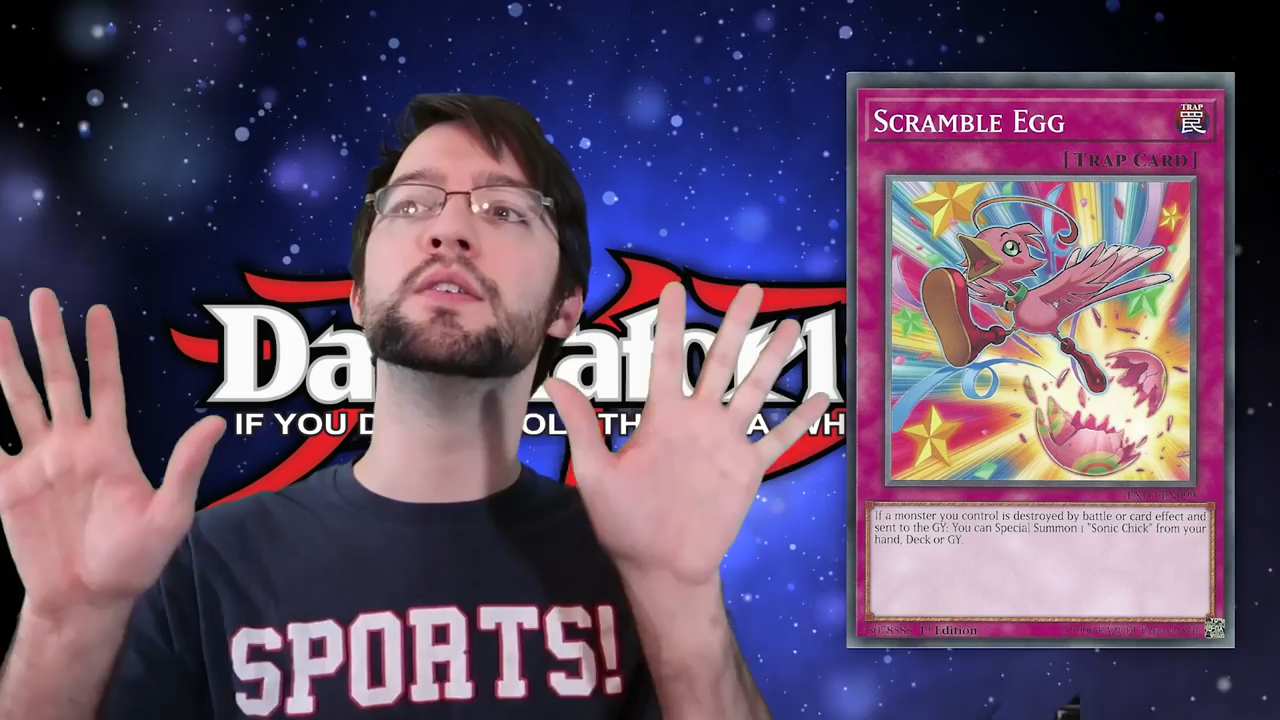 Da afor1
IF YOU D OL TH A WH
SPORTS!
SCRAMBLE EGG
TRAP
罠
[TRAP CARD]
If a monster you control is destroyed by battle or card effect and
sent to the GY: You can Special Summon 1 "Sonic Chick" from your
hand, Deck or GY.
1st Edition